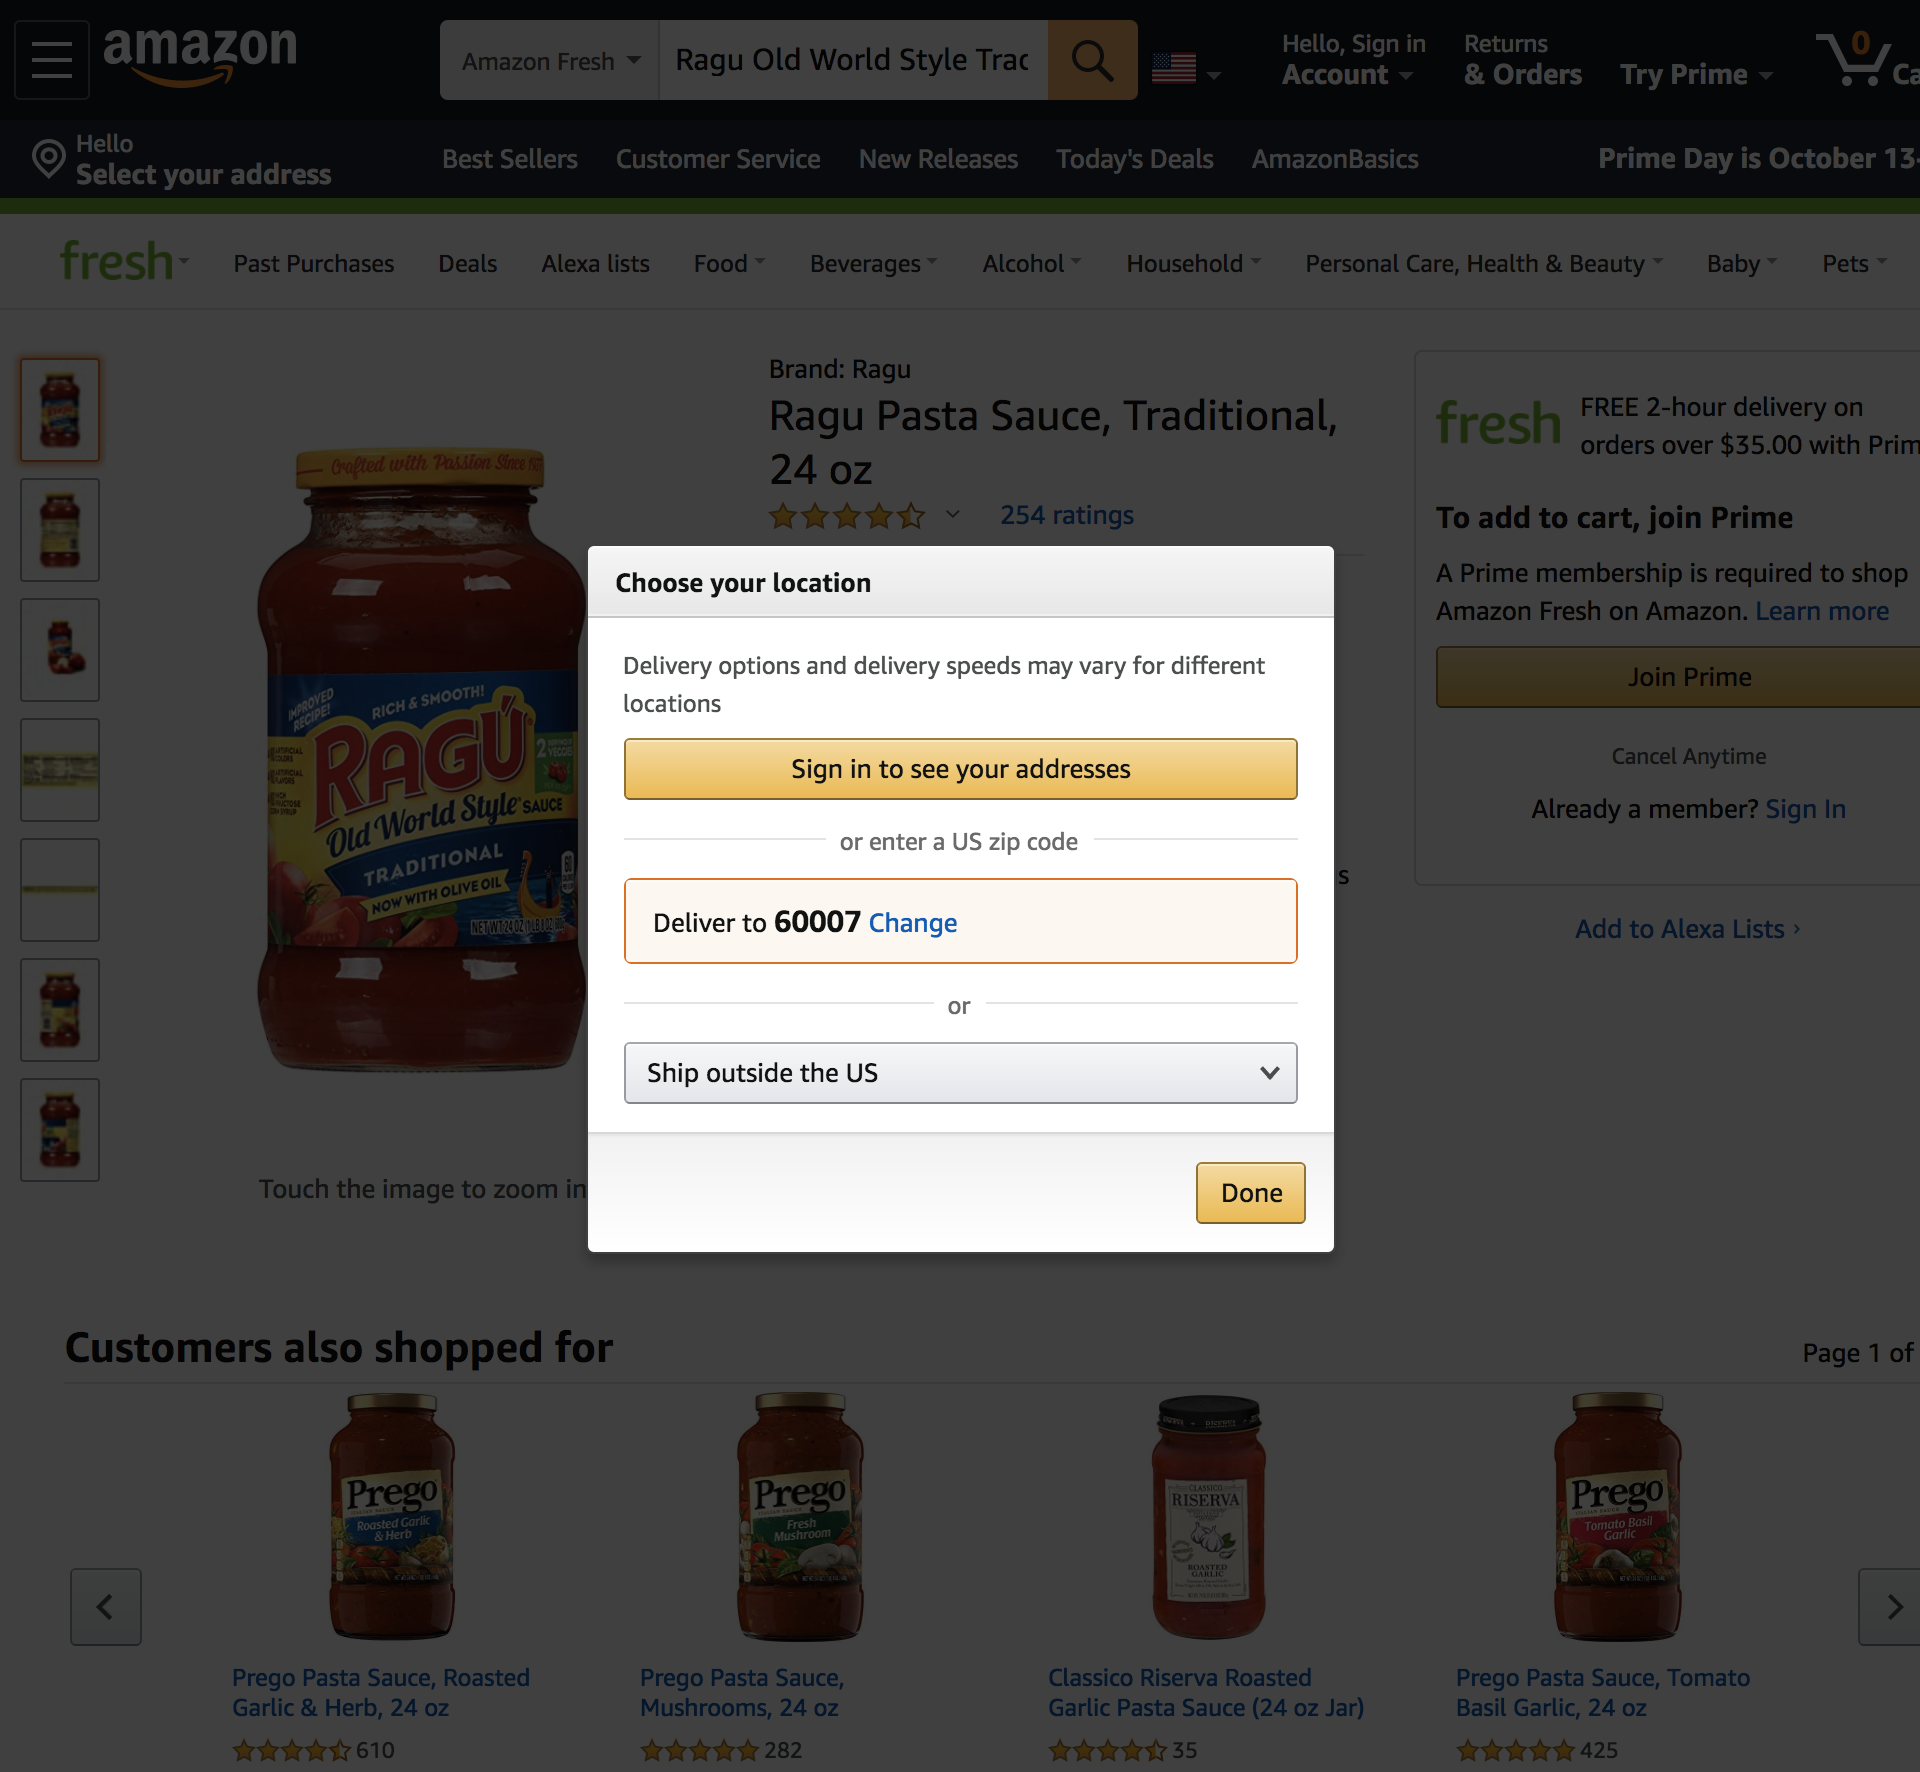 amazon
Amazon Fresh
Ragu Old World Style Trac
Hello, Sign in
Account
Returns
& Orders
Try Prime
0
Ca
Hello
Select your address
Best Sellers
Customer Service
New Releases
Today's Deals
AmazonBasics
Prime Day is October 13-
fresh
Past Purchases
Deals
Alexa lists
Food
Beverages
Alcohol
Household
Personal Care, Health & Beauty
Baby
Pets
Crafted with Passion Since
IMPROVED
RECIPE!
RICH & SMOOTH!
RAGÚ
Old World Style SAUCE
TRADITIONAL
NOW WITH OLIVE OIL
NET WT 24 OZ
Touch the image to zoom in
Brand: Ragu
Ragu Pasta Sauce, Traditional,
24 oz
254 ratings
s
fresh
FREE 2-hour delivery on
orders over $35.00 with Prim
To add to cart, join Prime
A Prime membership is required to shop
Amazon Fresh on Amazon. Learn more
Join Prime
Cancel Anytime
Already a member? Sign In
Add to Alexa Lists ›
Choose your location
Delivery options and delivery speeds may vary for different
locations
Sign in to see your addresses
or enter a US zip code
Deliver to 60007 Change
or
Ship outside the US
Done
Customers also shopped for
Page 1 of
Prego
Roasted Garlic
& Herb
Prego Pasta Sauce, Roasted
Garlic & Herb, 24 oz
610
Prego
Fresh
Mushroom
Prego Pasta Sauce,
Mushrooms, 24 oz
282
CLASSICO
RISERVA
ROASTED
GARLIC
Classico Riserva Roasted
Garlic Pasta Sauce (24 oz Jar)
35
Prego
Tomato Basil
Garlic
Prego Pasta Sauce, Tomato
Basil Garlic, 24 oz
425